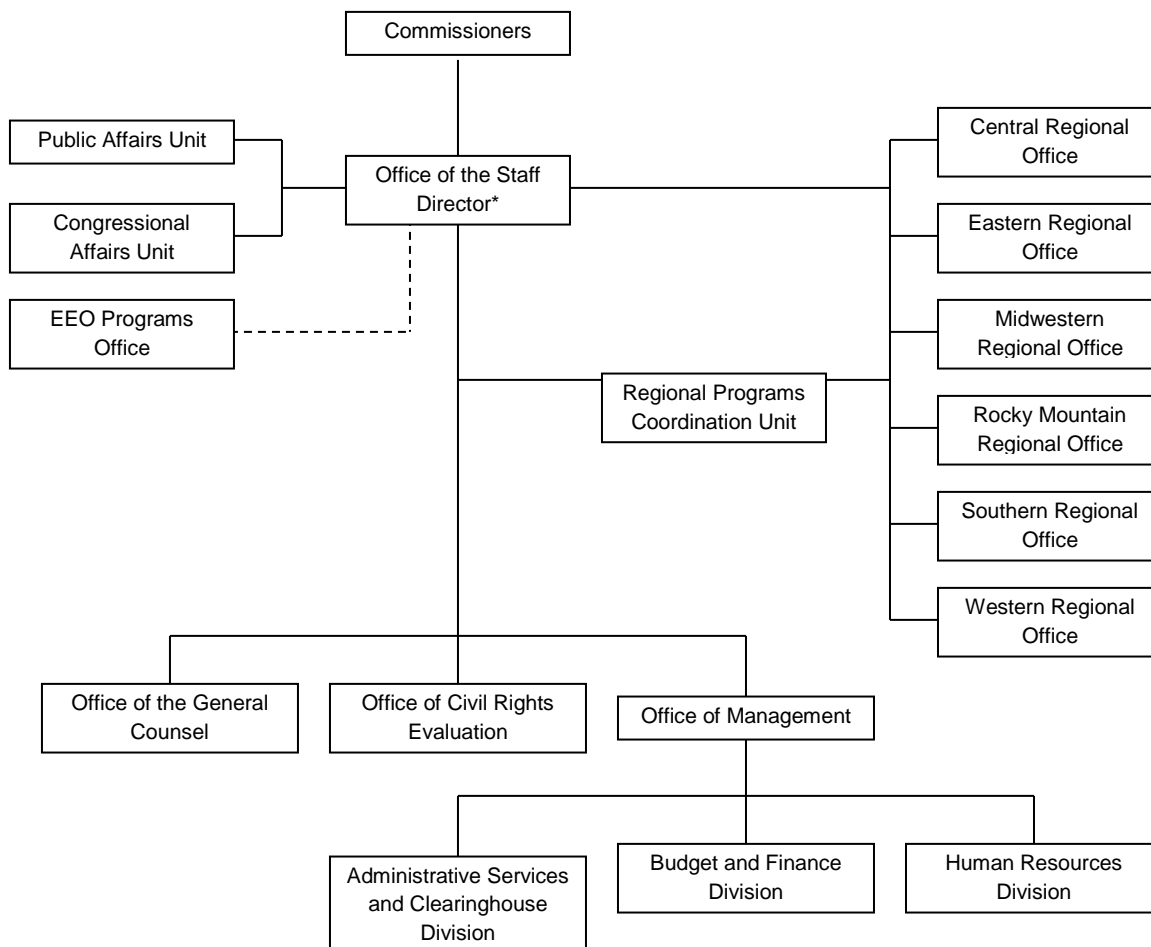 Commissioners
Public Affairs Unit
Office of the Staff
Director*
Congressional
Affairs Unit
EEO Programs
Office
Central Regional
Office
Eastern Regional
Office
Midwestern
Regional Office
Regional Programs
Coordination Unit
Rocky Mountain
Regional Office
Southern Regional
Office
Western Regional
Office
Office of the General
Counsel
Office of Civil Rights
Evaluation
Office of Management
Administrative Services
and Clearinghouse
Division
Budget and Finance
Division
Human Resources
Division